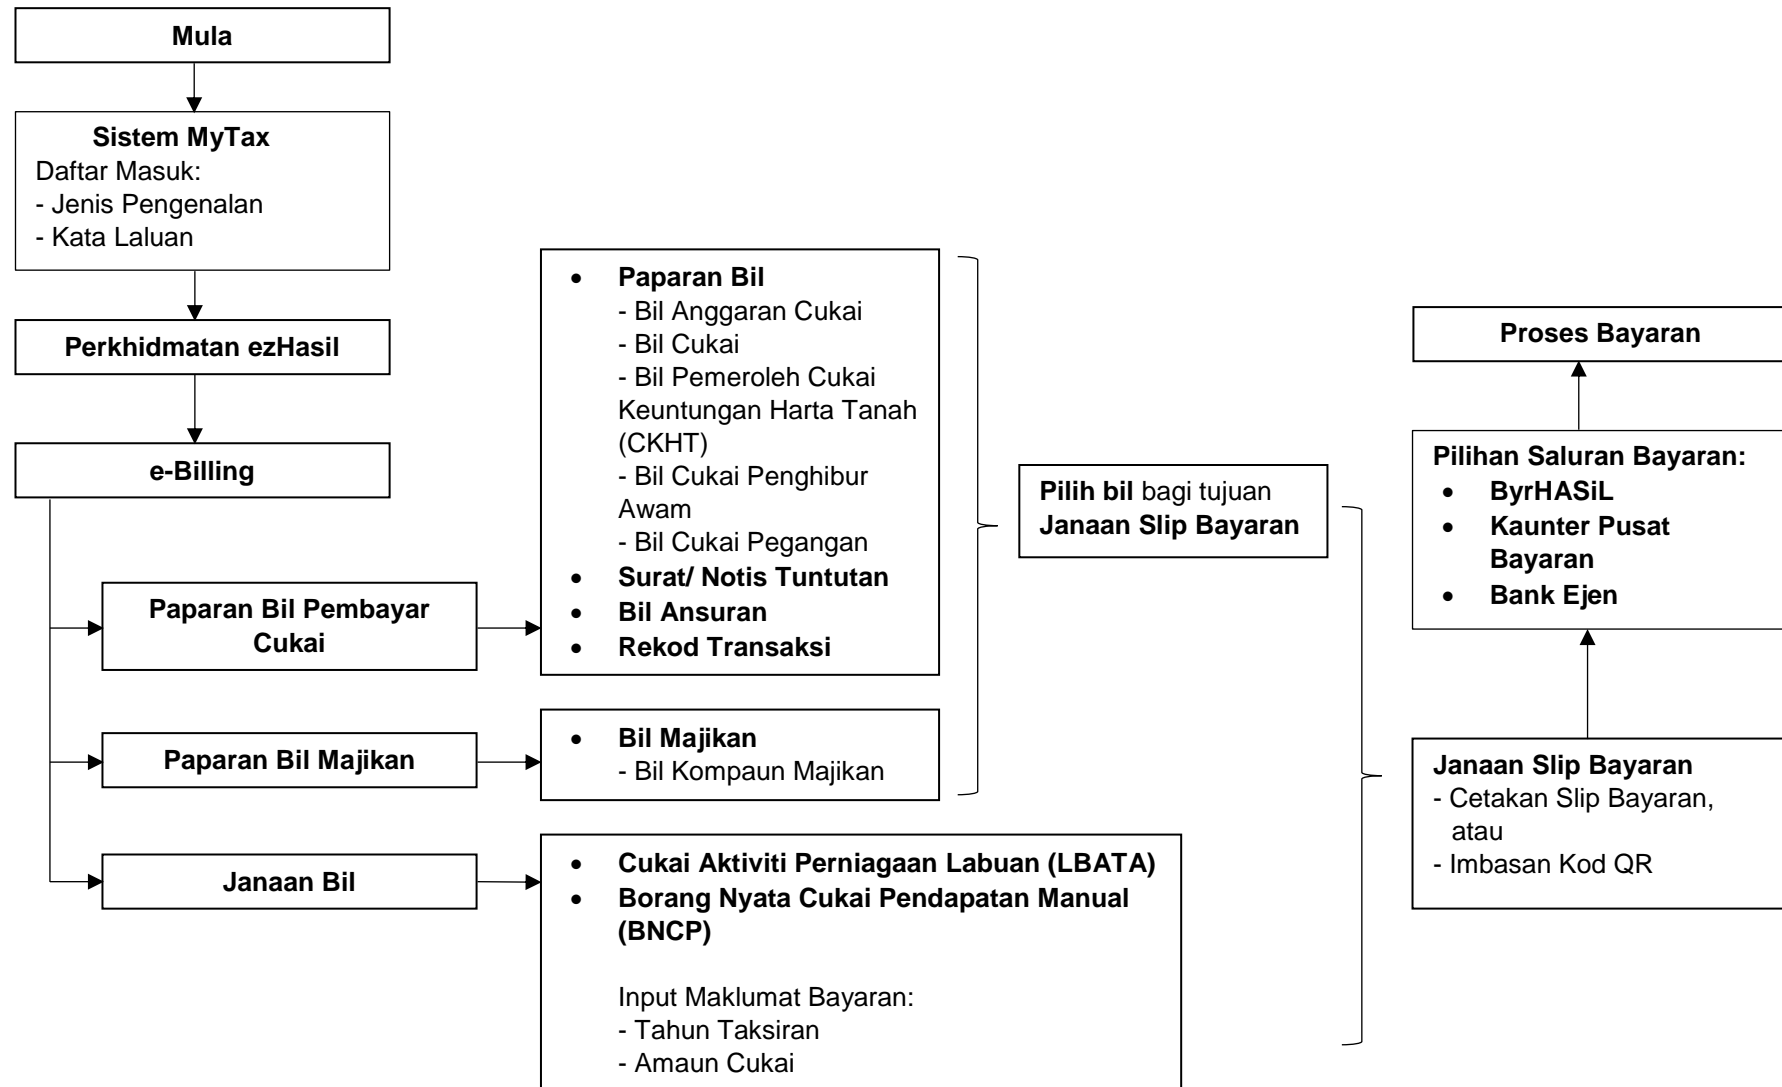 Mula
Sistem MyTax
Daftar Masuk:
- Jenis Pengenalan
- Kata Laluan
Perkhidmatan ezHasil
e-Billing
Paparan Bil Pembayar
Cukai
• Paparan Bil
- Bil Anggaran Cukai
- Bil Cukai
- Bil Pemeroleh Cukai
Keuntungan Harta Tanah
(CKHT)
- Bil Cukai Penghibur
Awam
- Bil Cukai Pegangan
• Surat/ Notis Tuntutan
• Bil Ansuran
• Rekod Transaksi
Paparan Bil Majikan
• Bil Majikan
- Bil Kompaun Majikan
Janaan Bil
• Cukai Aktiviti Perniagaan Labuan (LBATA)
• Borang Nyata Cukai Pendapatan Manual
(BNCP)
Input Maklumat Bayaran:
- Tahun Taksiran
- Amaun Cukai
Pilih bil bagi tujuan
Janaan Slip Bayaran
Janaan Slip Bayaran
- Cetakan Slip Bayaran,
atau
- Imbasan Kod QR
Pilihan Saluran Bayaran:
• ByrHASiL
• Kaunter Pusat
Bayaran
• Bank Ejen
Proses Bayaran